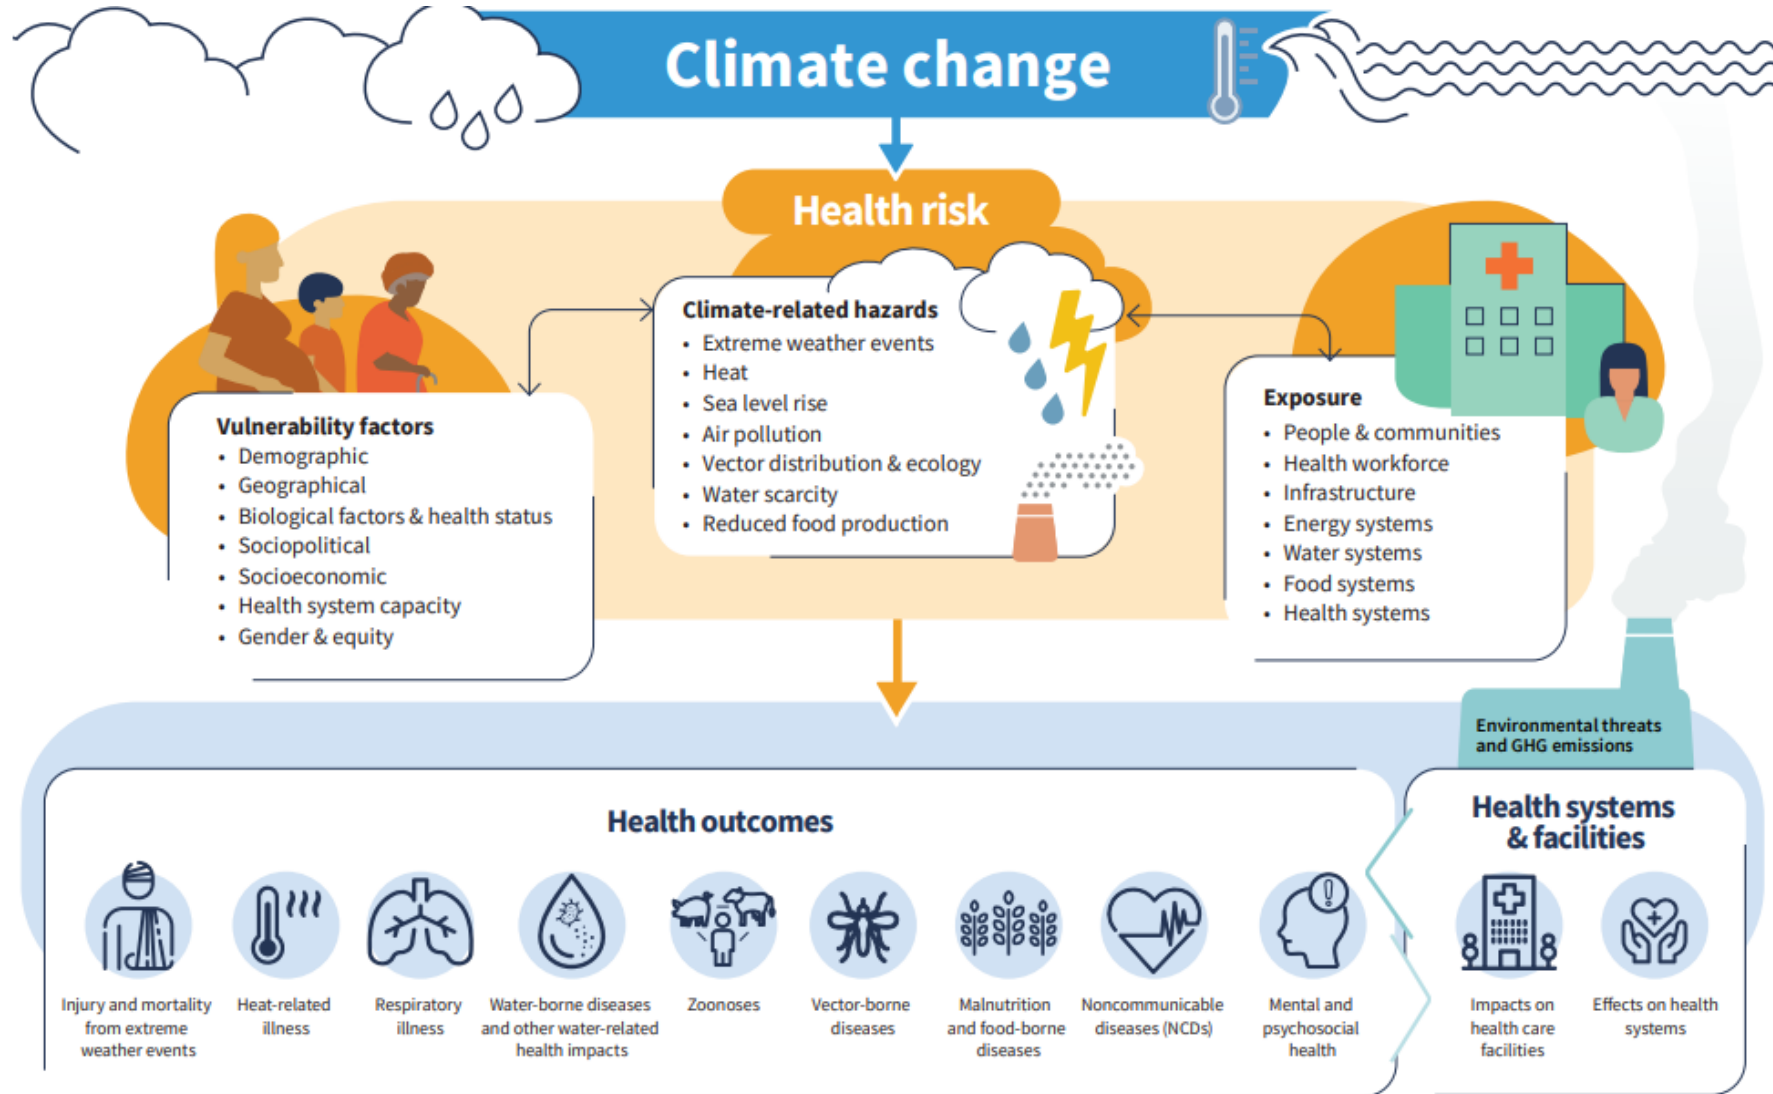 Climate change
Health risk
Climate-related hazards
• Extreme weather events
• Heat
• Sea level rise
• Air pollution
• Vector distribution & ecology
• Water scarcity
• Reduced food production
Vulnerability factors
• Demographic
• Geographical
• Biological factors & health status
• Sociopolitical
• Socioeconomic
• Health system capacity
• Gender & equity
Exposure
• People & communities
• Health workforce
• Infrastructure
• Energy systems
• Water systems
• Food systems
• Health systems
Environmental threats
and GHG emissions
Health outcomes
Injury and mortality
from extreme
weather events
Heat-related
illness
Respiratory
illness
Water-borne diseases
and other water-related
health impacts
Zoonoses
Vector-borne
diseases
Malnutrition
and food-borne
diseases
Noncommunicable
diseases (NCDs)
Mental and
psychosocial
health
Health systems
& facilities
Impacts on
health care
facilities
Effects on health
systems